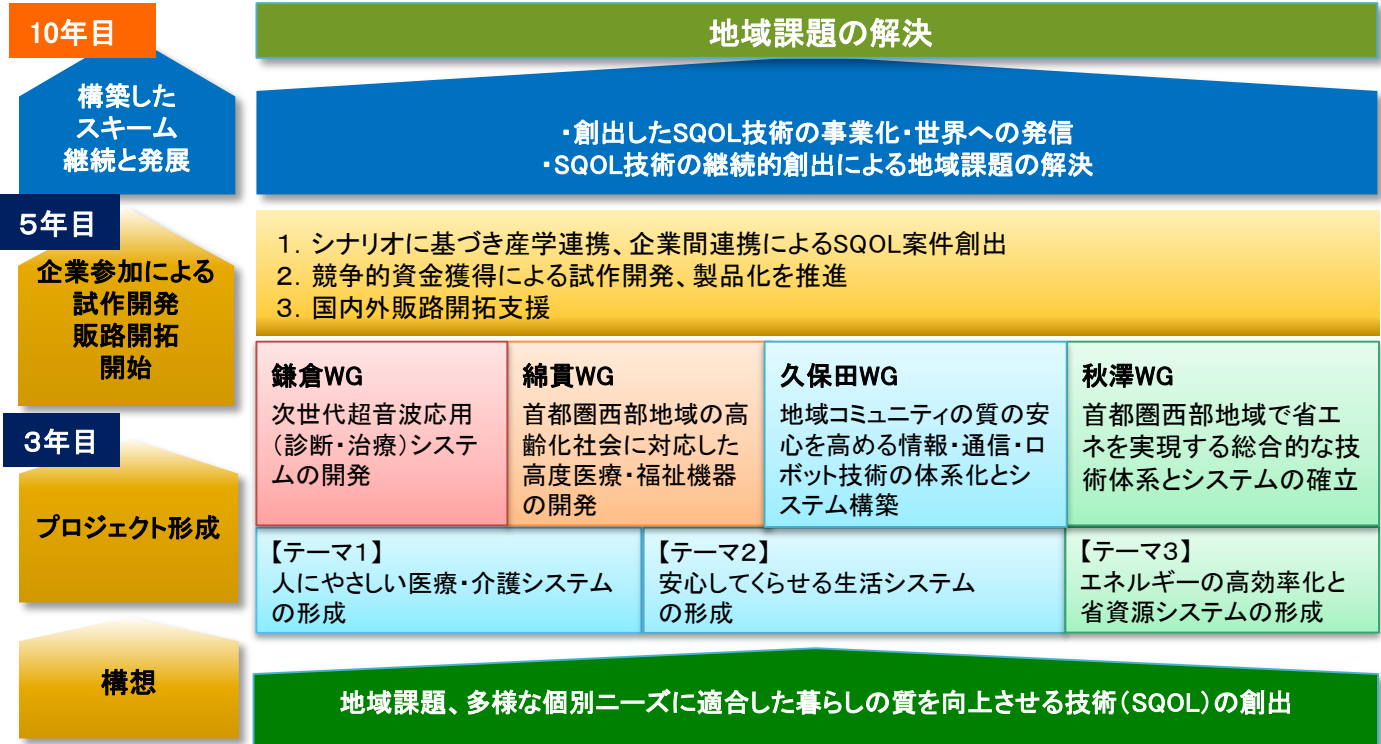 10年目
地域課題の解決
構築した
スキーム
継続と発展
・創出したSQOL技術の事業化・世界への発信
・SQOL技術の継続的創出による地域課題の解決
5年目
企業参加による
試作開発
販路開拓
開始
1. シナリオに基づき産学連携、企業間連携によるSQOL案件創出
2. 競争的資金獲得による試作開発、製品化を推進
3. 国内外販路開拓支援
鎌倉WG
次世代超音波応用
(診断・治療)システ
ムの開発
綿貫WG
首都圏西部地域の高
齢化社会に対応した
高度医療・福祉機器
の開発
久保田WG
地域コミュニティの質の安
心を高める情報・通信・ロ
ボット技術の体系化とシ
ステム構築
秋澤WG
首都圏西部地域で省エ
ネを実現する総合的な技
術体系とシステムの確立
3年目
プロジェクト形成
【テーマ1】
人にやさしい医療・介護システム
の形成
【テーマ2】
安心してくらせる生活システム
の形成
【テーマ3】
エネルギーの高効率化と
省資源システムの形成
構想
地域課題、多様な個別ニーズに適合した暮らしの質を向上させる技術(SQOL)の創出